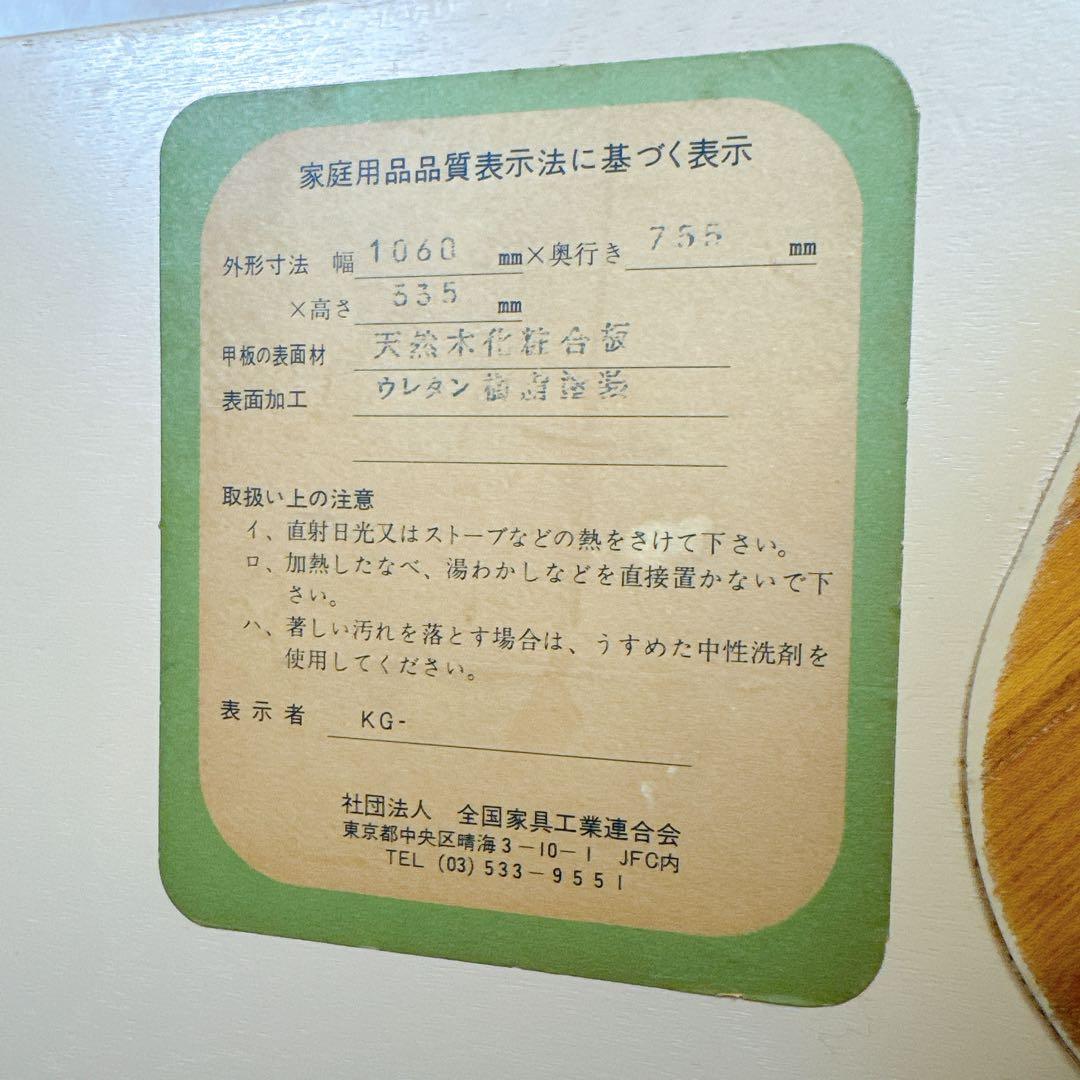 家庭用品品質表示法に基づく表示
外形寸法 幅 1060 mm×奥行き 755 mm
×高さ 335 mm
甲板の表面材 天然木化粧合板
表面加工 ウレタン樹脂塗装
取扱い上の注意
イ、直射日光又はストーブなどの熱をさけて下さい。
ロ、加熱したなべ、湯わかしなどを直接置かないで下
さい。
ハ、著しい汚れを落とす場合は、うすめた中性洗剤を
使用してください。
表示者 KG-
社団法人 全国家具工業連合会
東京都中央区晴海3-10-1 JFC内
TEL (03) 533-9551